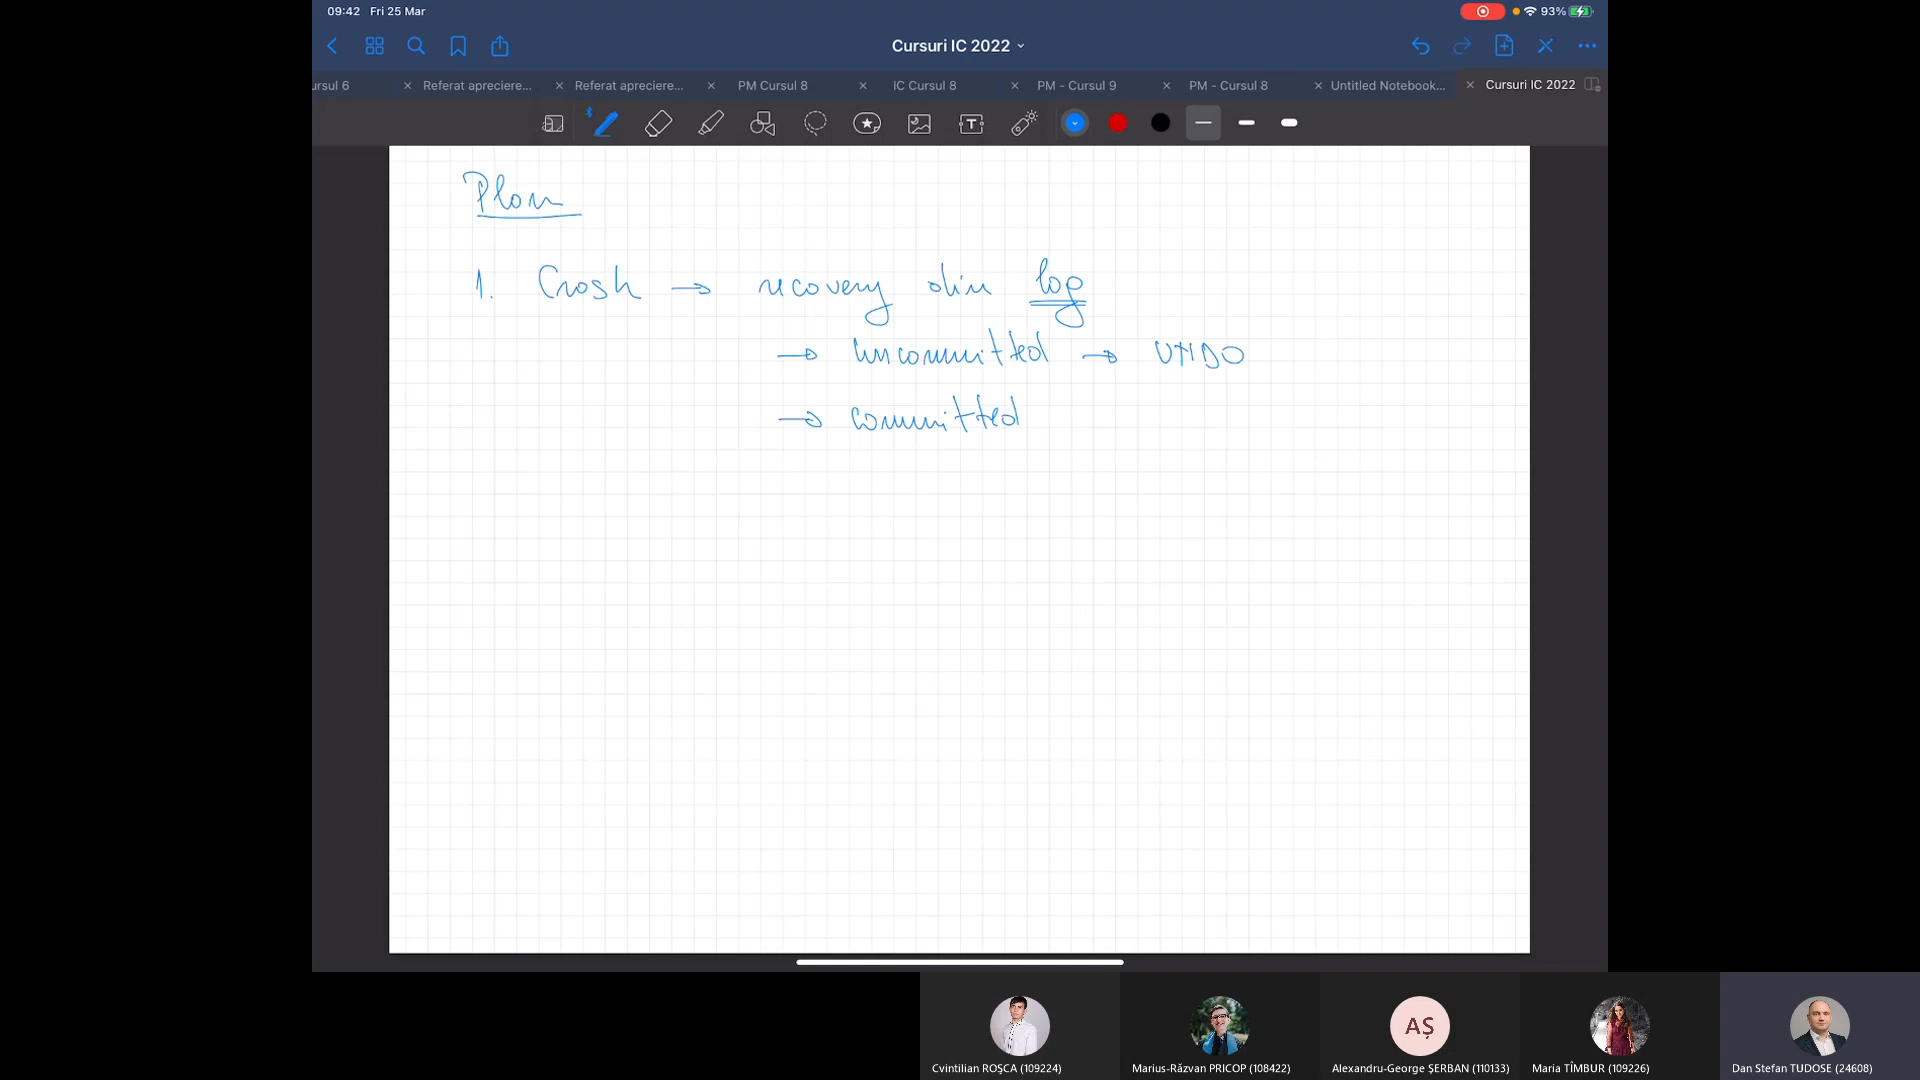 09:42 Fri 25 Mar
93%
Cursuri IC 2022
ursul 6
Referat apreciere...
Referat apreciere...
PM Cursul 8
IC Cursul 8
PM - Cursul 9
PM - Cursul 8
Untitled Notebook...
Cursuri IC 2022
Plan
1. Crash → recovery din log
→ uncommitted → UNDO
→ committed
AȘ
Cvintilian ROȘCA (109224)
Marius-Răzvan PRICOP (108422)
Alexandru-George ȘERBAN (110133)
Maria TÎMBUR (109226)
Dan Stefan TUDOSE (24608)